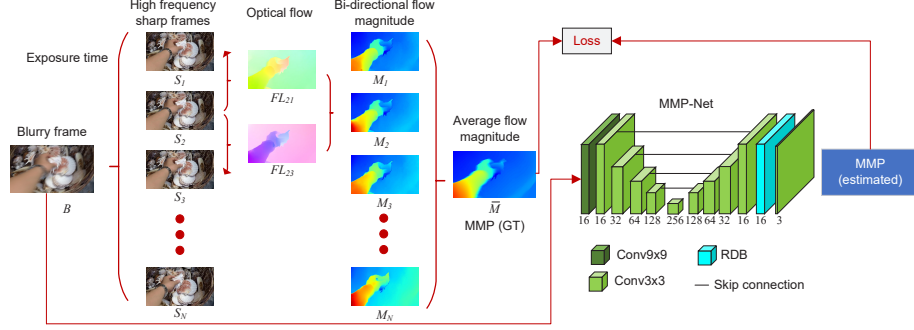 High frequency
sharp frames
Optical flow
Bi-directional flow
magnitude
Exposure time
Blurry frame
B
S1
S2
S3
SN
FL21
FL23
M1
M2
M3
MN
Average flow
magnitude
M̅
MMP (GT)
Loss
MMP-Net
MMP
(estimated)
16 16 32 64 128 256 128 64 32 16 16 3
Conv9x9
RDB
Conv3x3
Skip connection